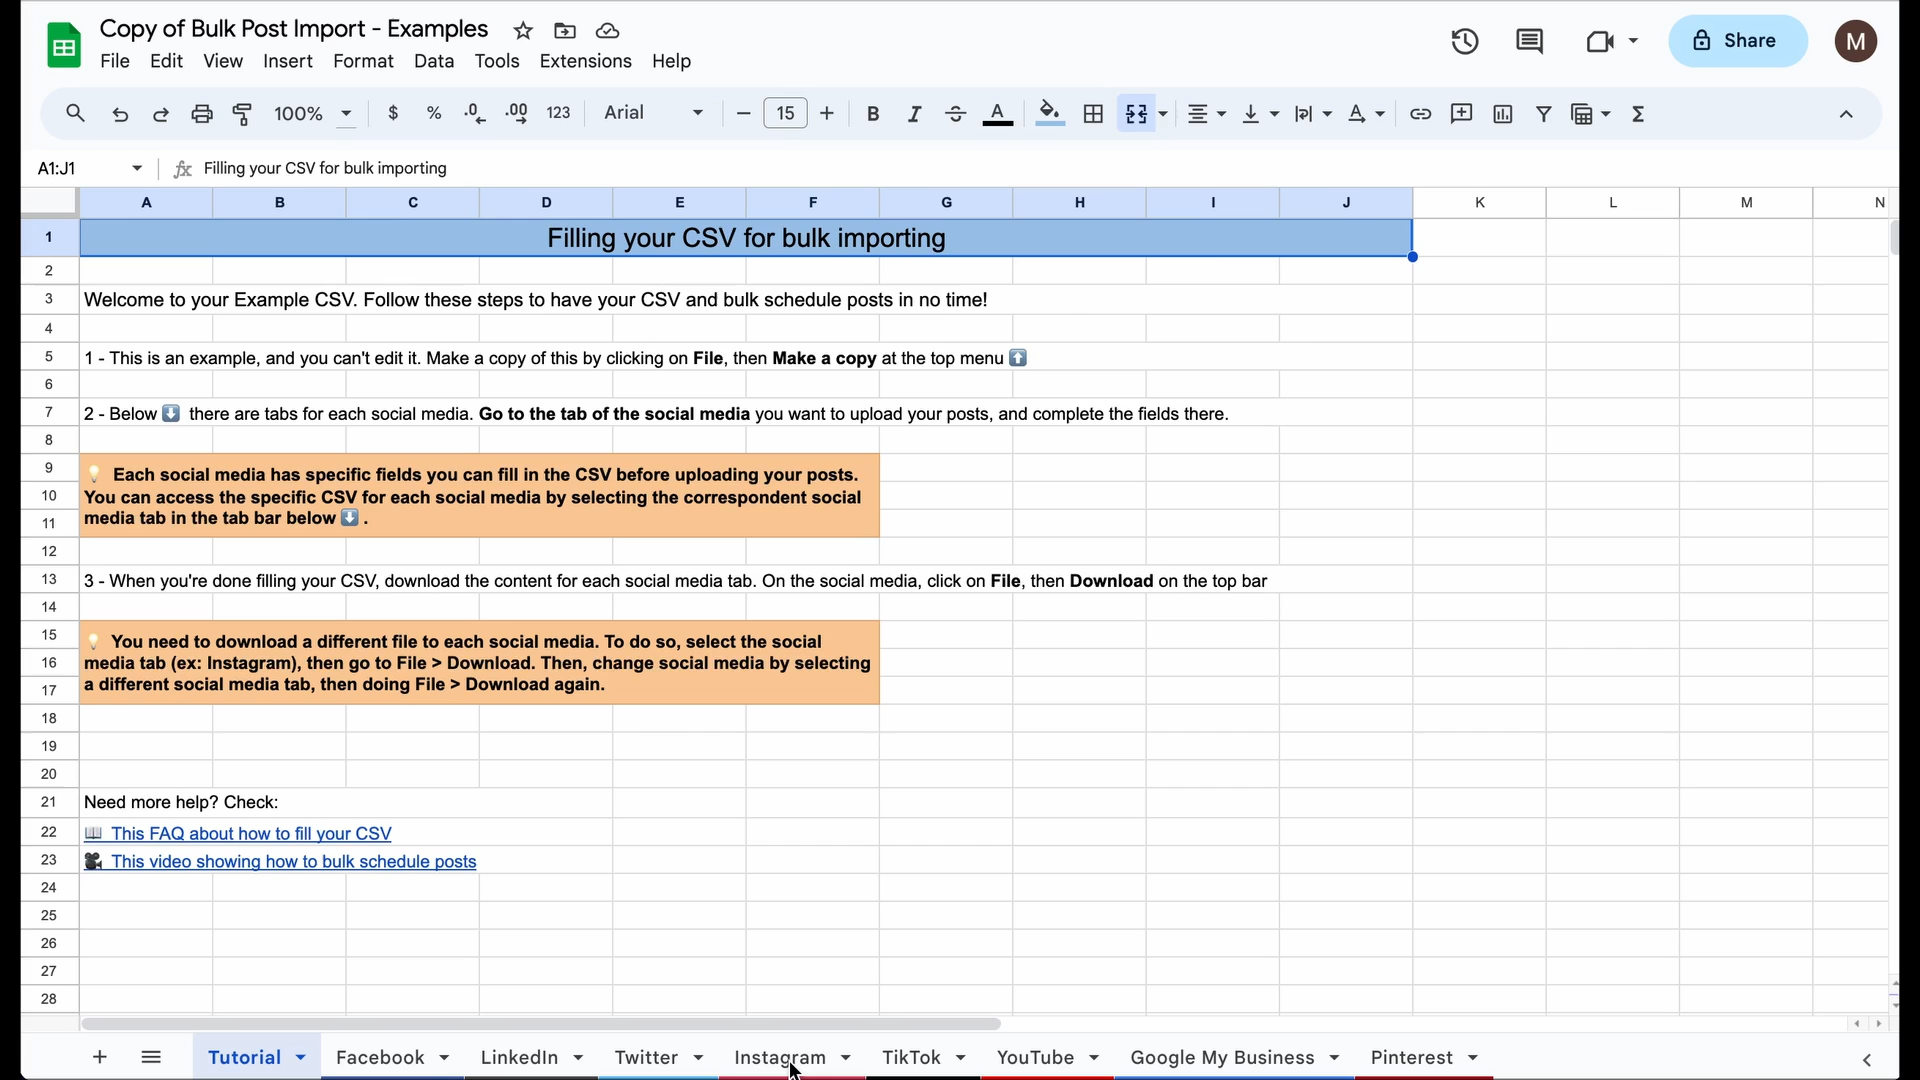 Copy of Bulk Post Import - Examples
File Edit View Insert Format Data Tools Extensions Help
Share
M
100% $ % .0 .00 123 Arial 15 B I A
A1:J1 fx Filling your CSV for bulk importing
A B C D E F G H I J K L M N
1 Filling your CSV for bulk importing
2
3 Welcome to your Example CSV. Follow these steps to have your CSV and bulk schedule posts in no time!
4
5 1 - This is an example, and you can't edit it. Make a copy of this by clicking on File, then Make a copy at the top menu ⬆️
6
7 2 - Below ⬇️ there are tabs for each social media. Go to the tab of the social media you want to upload your posts, and complete the fields there.
8
9 💡 Each social media has specific fields you can fill in the CSV before uploading your posts.
10 You can access the specific CSV for each social media by selecting the correspondent social
11 media tab in the tab bar below ⬇️ .
12
13 3 - When you're done filling your CSV, download the content for each social media tab. On the social media, click on File, then Download on the top bar
14
15 💡 You need to download a different file to each social media. To do so, select the social
16 media tab (ex: Instagram), then go to File > Download. Then, change social media by selecting
17 a different social media tab, then doing File > Download again.
18
19
20
21 Need more help? Check:
22 📖 This FAQ about how to fill your CSV
23 🎥 This video showing how to bulk schedule posts
24
25
26
27
28
Tutorial Facebook LinkedIn Twitter Instagram TikTok YouTube Google My Business Pinterest